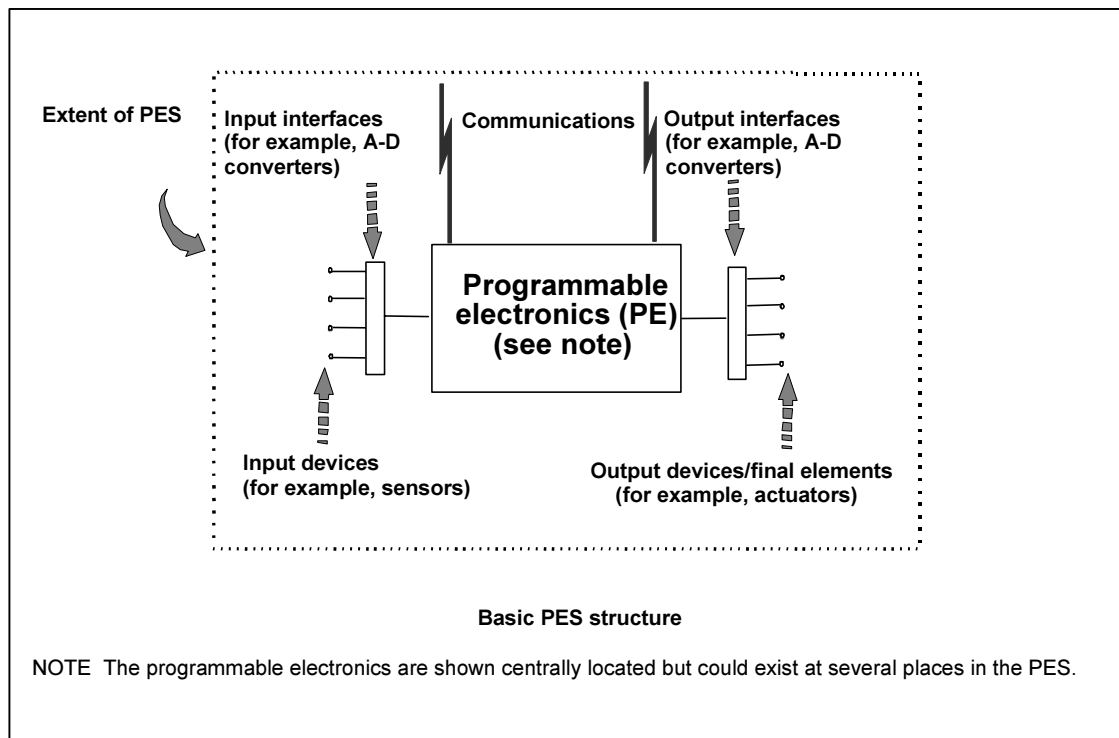 Extent of PES
Input interfaces
(for example, A-D
converters)
Communications
Output interfaces
(for example, A-D
converters)
Programmable
electronics (PE)
(see note)
Input devices
(for example, sensors)
Output devices/final elements
(for example, actuators)
Basic PES structure
NOTE The programmable electronics are shown centrally located but could exist at several places in the PES.